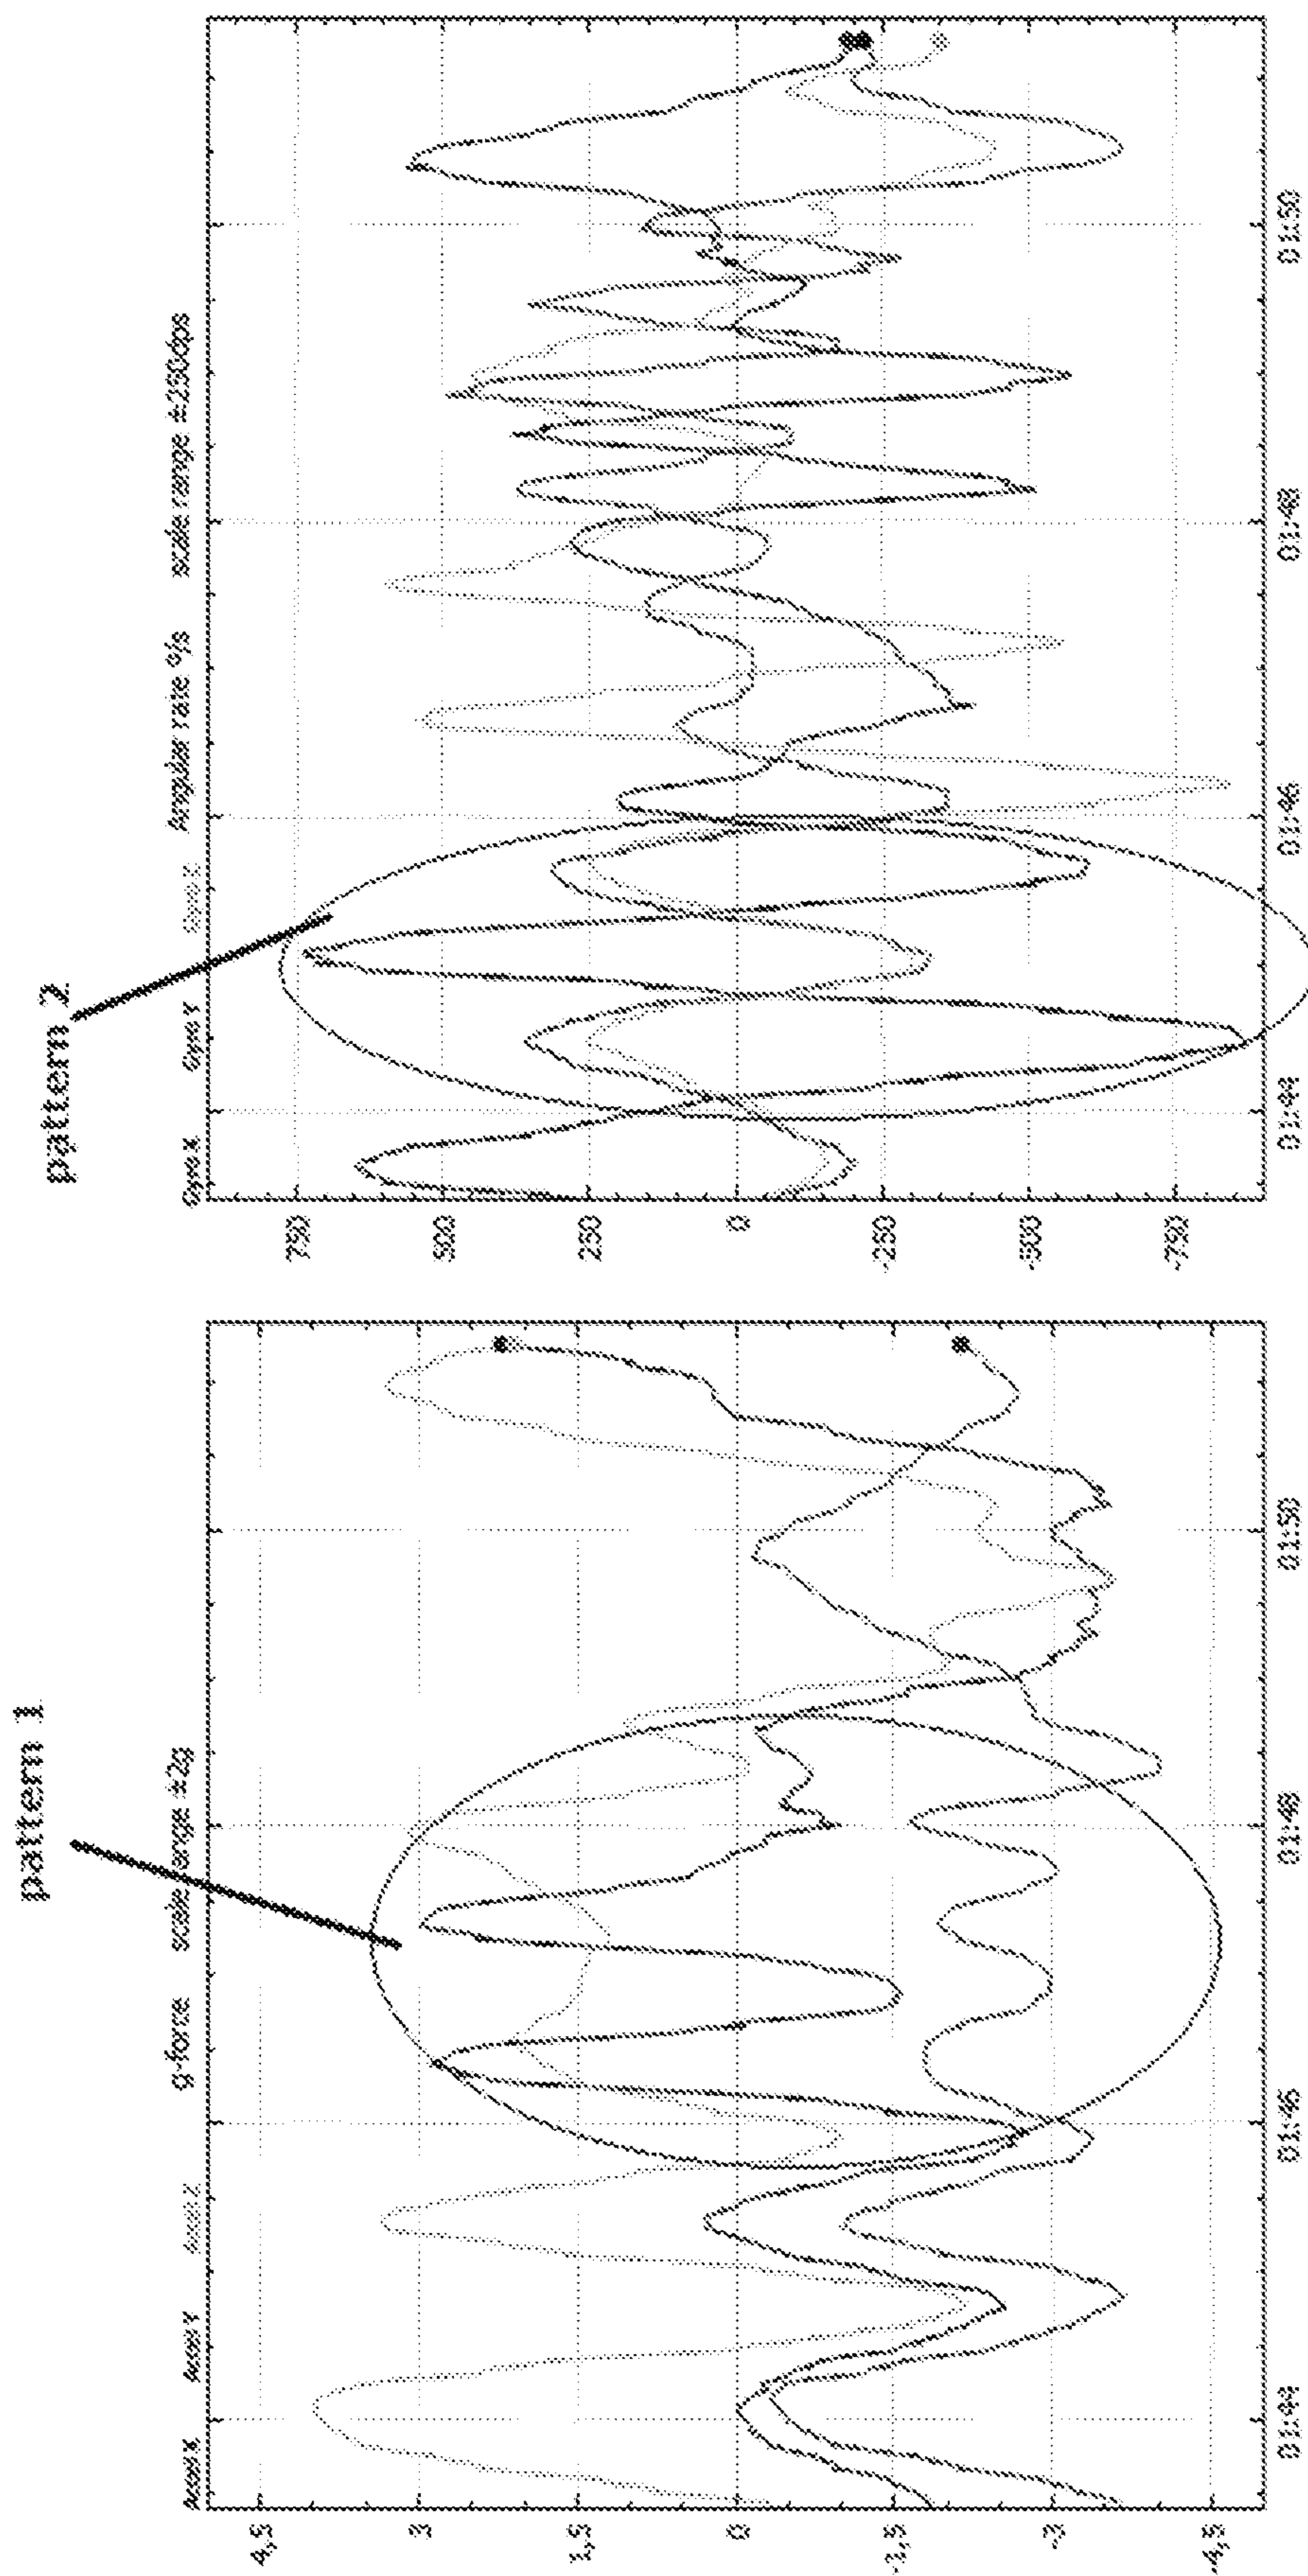 pattern 1
Accel X Accel Y Accel Z g-force scale range ±2g
4,5
3
1,5
0
-1,5
-3
-4,5
01:44 01:46 01:48 01:50
pattern 2
Gyro X Gyro Y Gyro Z Angular rate º/s scale range ±250dps
750
500
250
0
-250
-500
-750
01:44 01:46 01:48 01:50